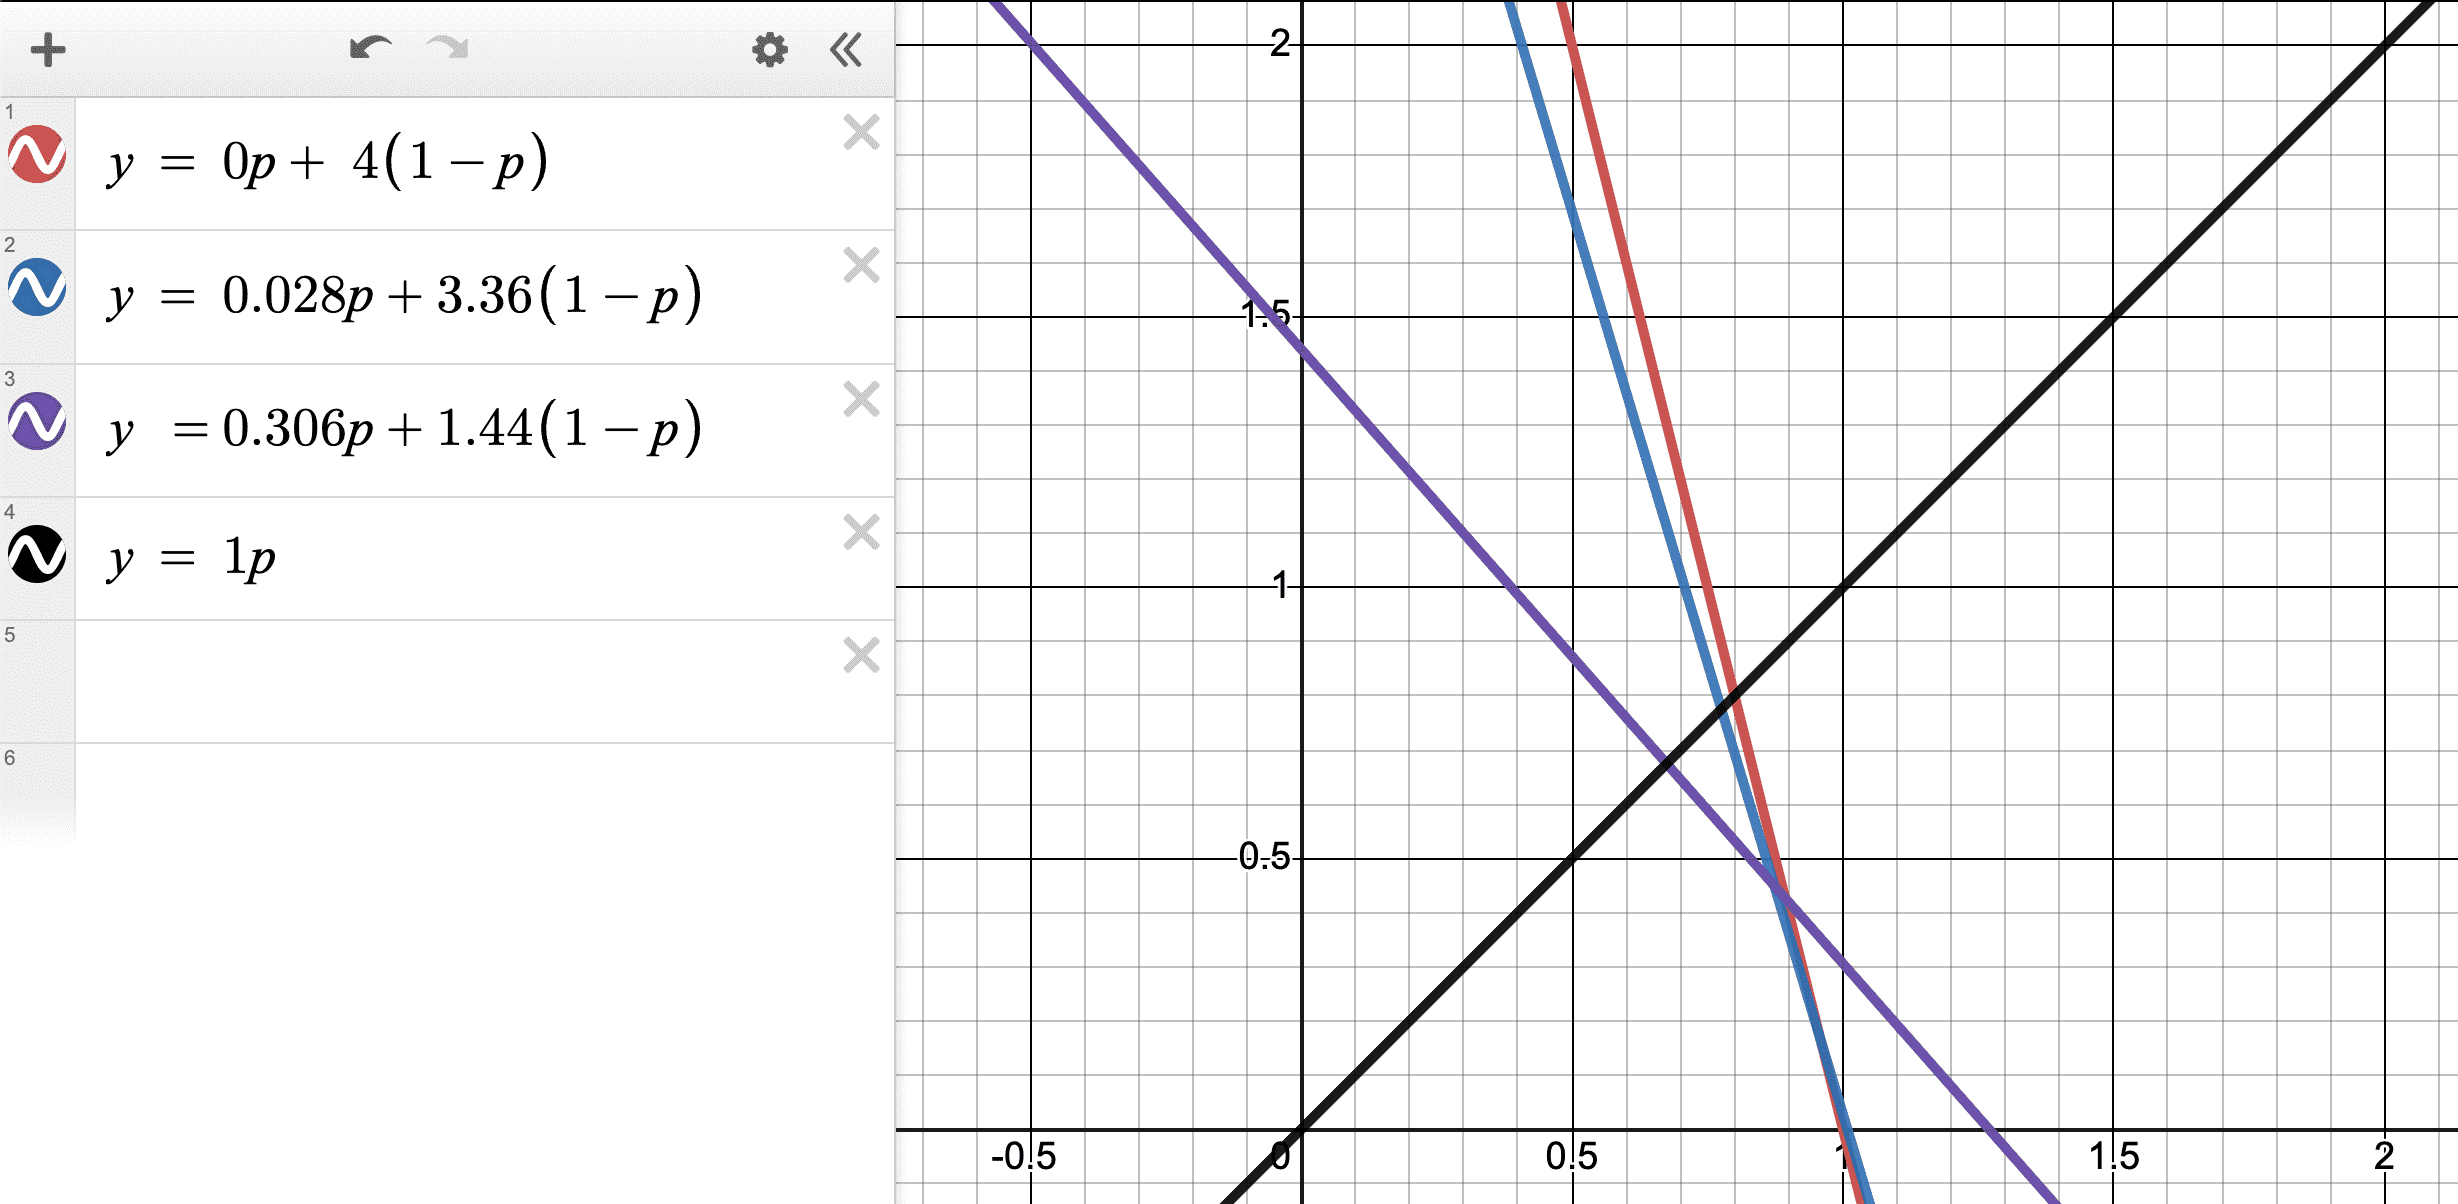 1
y = 0p + 4(1 − p)
2
y = 0.028p + 3.36(1 − p)
3
y = 0.306p + 1.44(1 − p)
4
y = 1p
5
6
2
1.5
1
0.5
-0.5 0 0.5 1 1.5 2